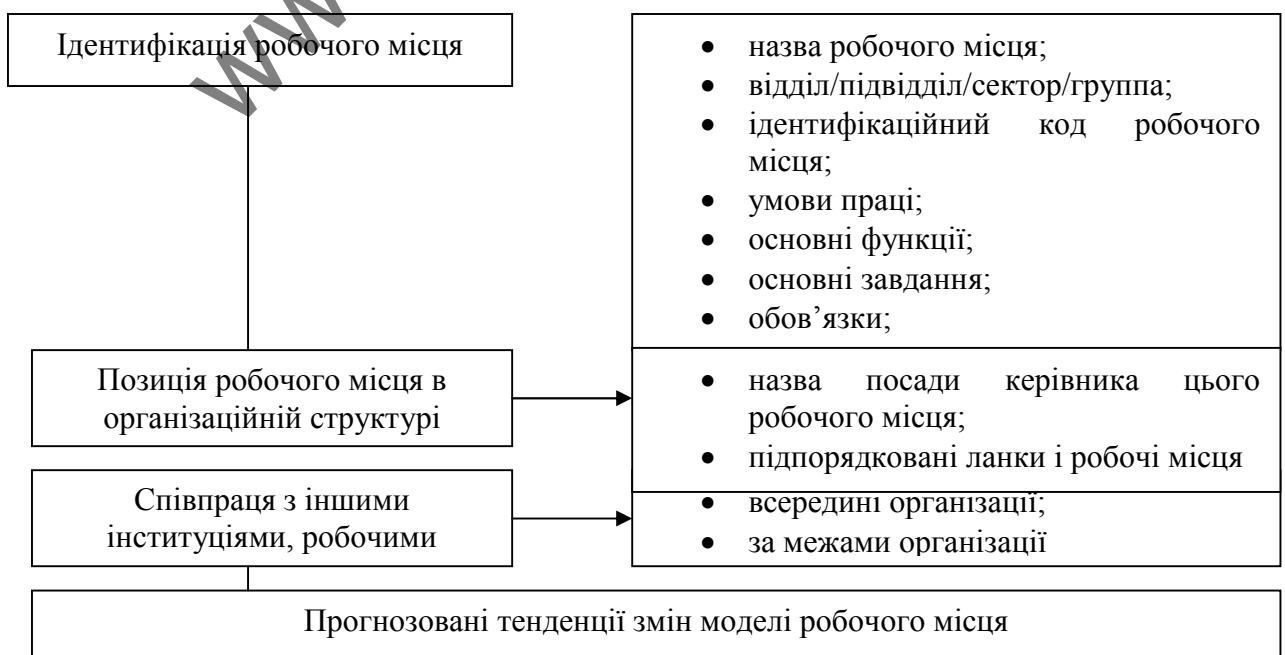 www
Ідентифікація робочого місця
• назва робочого місця;
• відділ/підвідділ/сектор/группа;
• ідентифікаційний код робочого
місця;
• умови праці;
• основні функції;
• основні завдання;
• обов’язки;
Позиція робочого місця в
організаційній структурі
• назва посади керівника цього
робочого місця;
• підпорядковані ланки і робочі місця
Співпраця з іншими
інституціями, робочими
• всередині організації;
• за межами організації
Прогнозовані тенденції змін моделі робочого місця